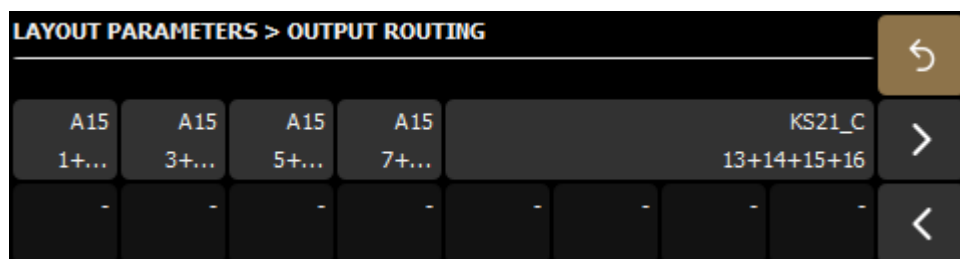 LAYOUT PARAMETERS > OUTPUT ROUTING
A15 A15 A15 A15 KS21_C
1+... 3+... 5+... 7+... 13+14+15+16
- - - - - - - -